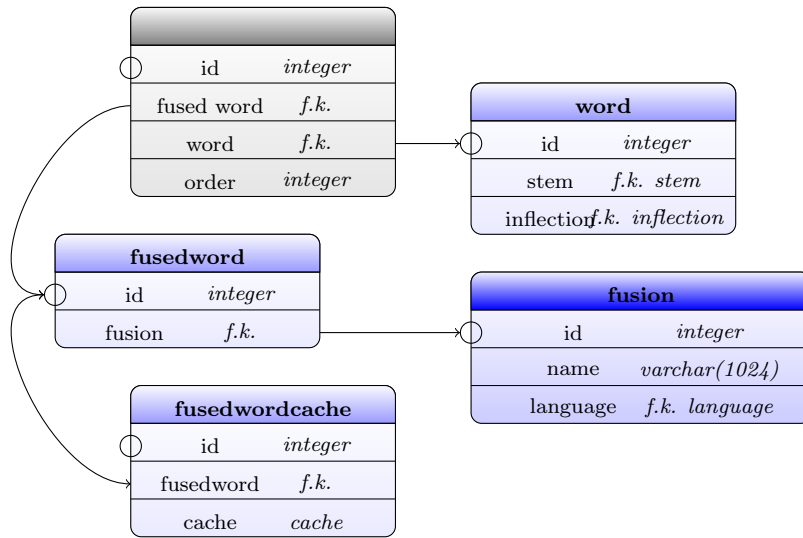 id integer
fused word f.k.
word f.k.
order integer
word
id integer
stem f.k. stem
inflection f.k. inflection
fusedword
id integer
fusion f.k.
fusion
id integer
name varchar(1024)
language f.k. language
fusedwordcache
id integer
fusedword f.k.
cache cache